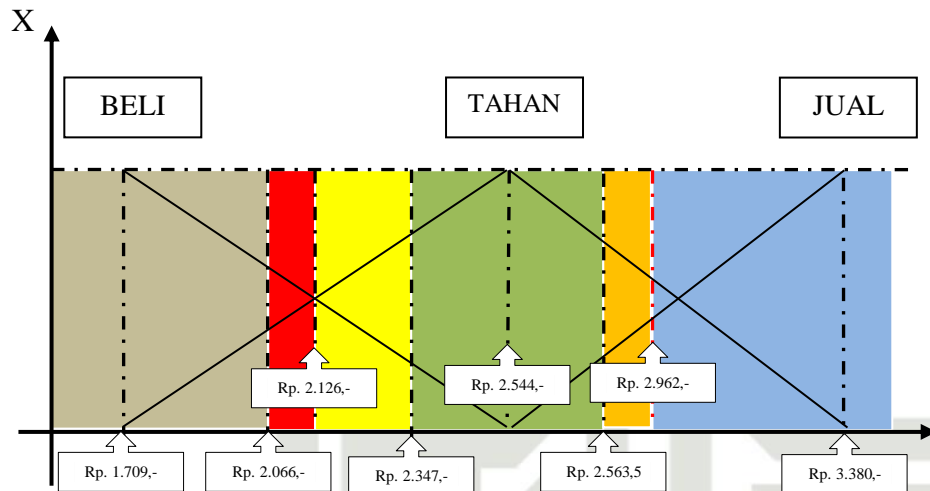 X
BELI
TAHAN
JUAL
Rp. 2.126,-
Rp. 2.544,-
Rp. 2.962,-
Rp. 1.709,-
Rp. 2.066,-
Rp. 2.347,-
Rp. 2.563,5
Rp. 3.380,-